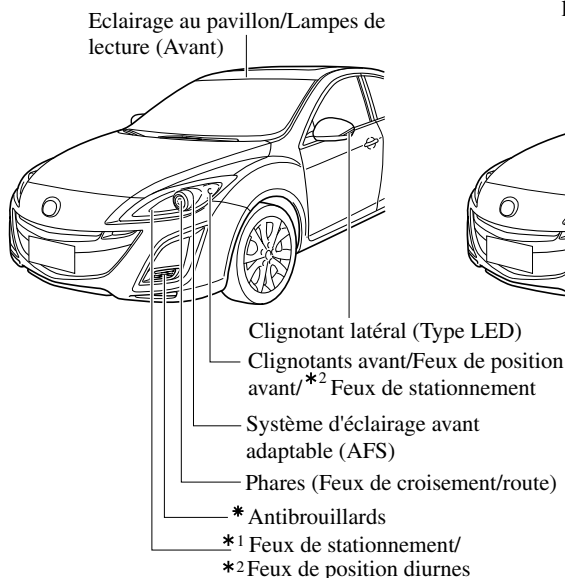 Eclairage au pavillon/Lampes de
lecture (Avant)
Clignotant latéral (Type LED)
Clignotants avant/Feux de position
avant/*2 Feux de stationnement
Système d'éclairage avant
adaptable (AFS)
Phares (Feux de croisement/route)
* Antibrouillards
*1 Feux de stationnement/
*2 Feux de position diurnes